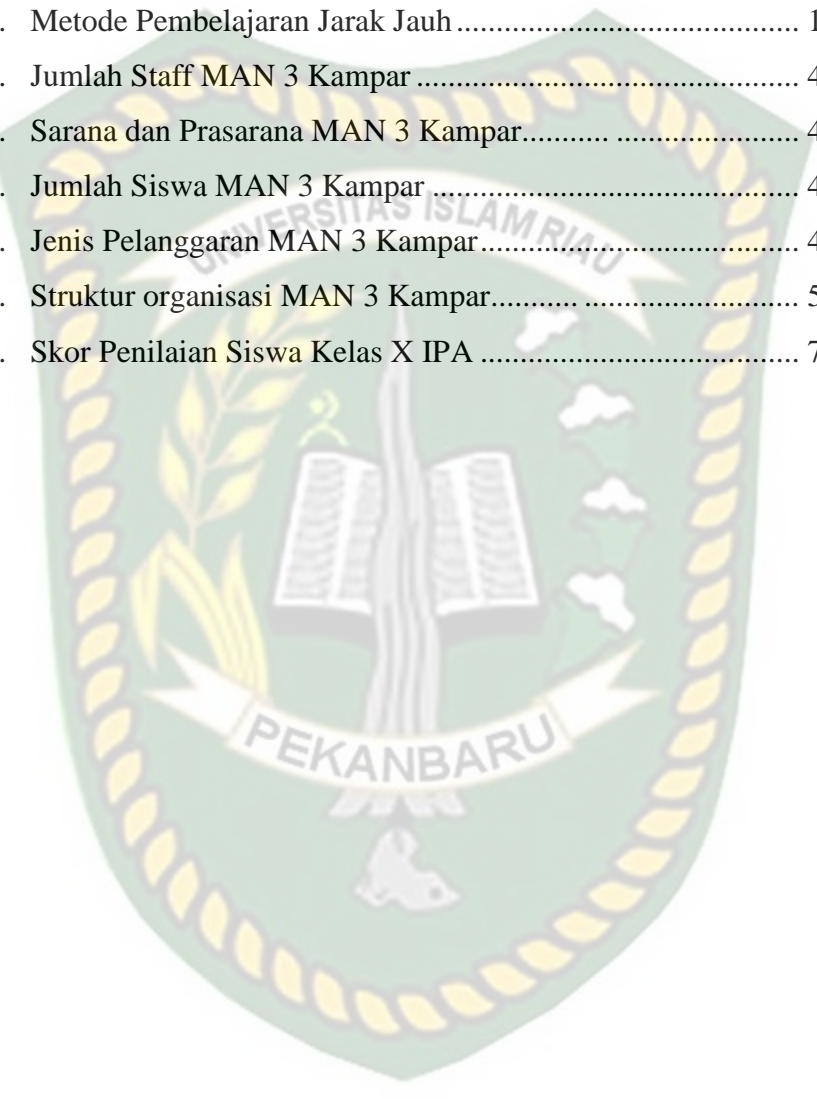 . Metode Pembelajaran Jarak Jauh ............................................ 1
. Jumlah Staff MAN 3 Kampar ................................................. 4
. Sarana dan Prasarana MAN 3 Kampar........... ....................... 4
. Jumlah Siswa MAN 3 Kampar ............................................... 4
. Jenis Pelanggaran MAN 3 Kampar......................................... 4
. Struktur organisasi MAN 3 Kampar........... ........................... 5
. Skor Penilaian Siswa Kelas X IPA ......................................... 7
UNIVERSITAS ISLAM RIAU
PEKANBARU